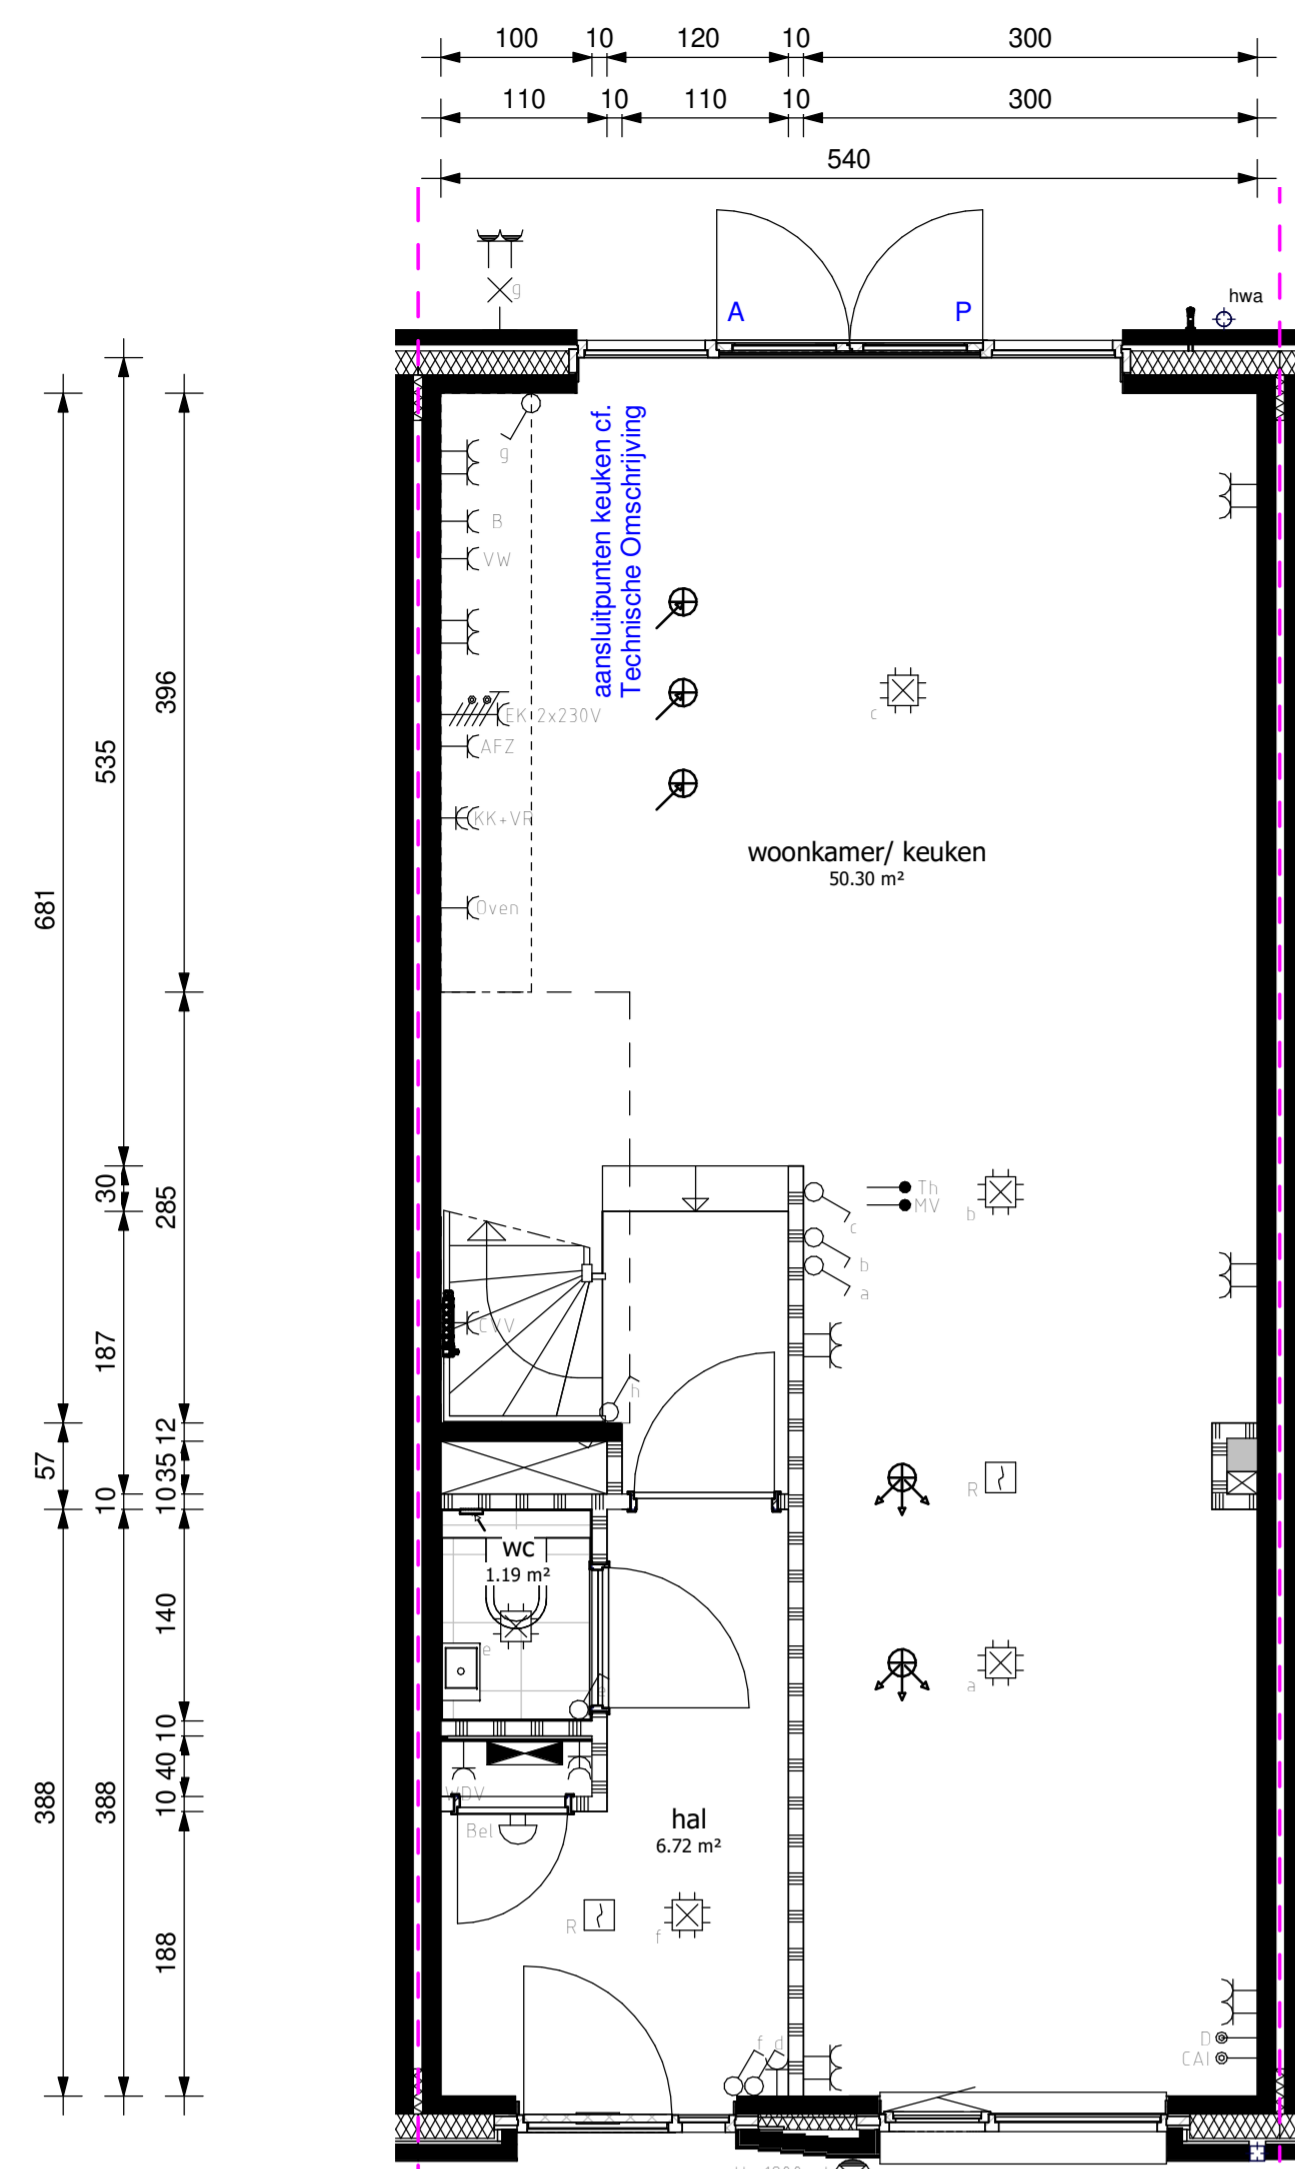 100 10 120 10 300
110 10 110 10 300
540
g
hwa
A P
g
aansluitpunten keuken cf.
Technische Omschrijving
B
VW
EK 2x230V
AFZ
KK+VR
Oven
c
woonkamer/ keuken
50.30 m²
681
535
396
30
285
187
57
10
12
35
10
Th
MV
b
c
b
a
CVV
h
R
wc
1.19 m²
e
a
140
10
40
10
388
388
188
WDV
Bel
hal
6.72 m²
R
f
f d
D
CAI